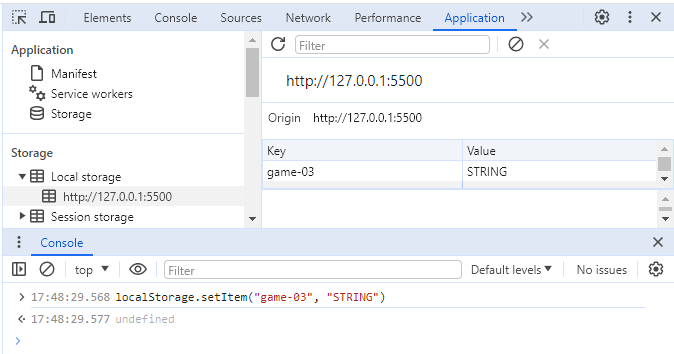 Elements Console Sources Network Performance Application
Filter
Application
Manifest
Service workers
Storage
Storage
Local storage
http://127.0.0.1:5500
Session storage
http://127.0.0.1:5500
Origin http://127.0.0.1:5500
Key Value
game-03 STRING
Console
top Filter Default levels No issues
17:48:29.568 localStorage.setItem("game-03", "STRING")
17:48:29.577 undefined